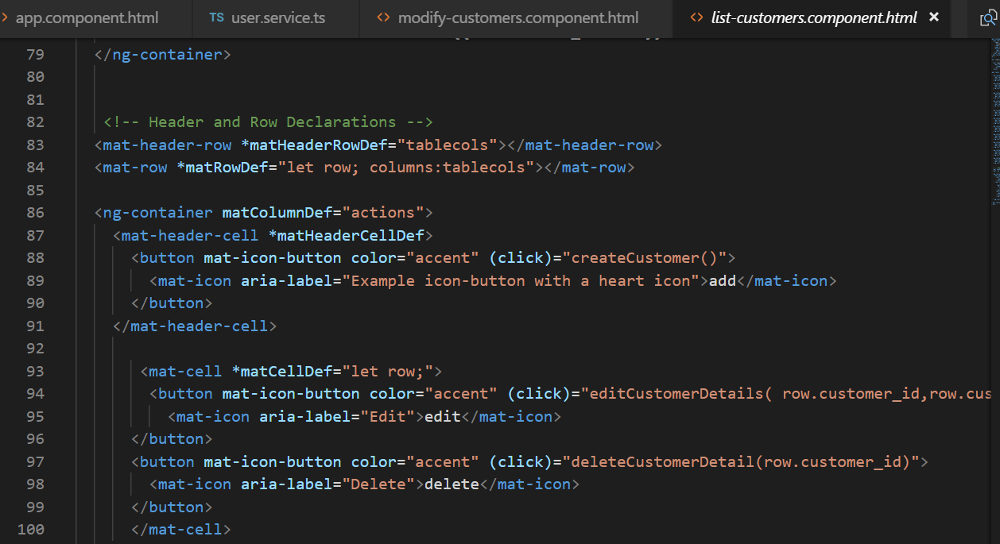 app.component.html TS user.service.ts <> modify-customers.component.html <> list-customers.component.html ×
79 </ng-container>
80
81
82 <!-- Header and Row Declarations -->
83 <mat-header-row *matHeaderRowDef="tablecols"></mat-header-row>
84 <mat-row *matRowDef="let row; columns:tablecols"></mat-row>
85
86 <ng-container matColumnDef="actions">
87 <mat-header-cell *matHeaderCellDef>
88 <button mat-icon-button color="accent" (click)="createCustomer()">
89 <mat-icon aria-label="Example icon-button with a heart icon">add</mat-icon>
90 </button>
91 </mat-header-cell>
92
93 <mat-cell *matCellDef="let row;">
94 <button mat-icon-button color="accent" (click)="editCustomerDetails( row.customer_id,row.cus
95 <mat-icon aria-label="Edit">edit</mat-icon>
96 </button>
97 <button mat-icon-button color="accent" (click)="deleteCustomerDetail(row.customer_id)">
98 <mat-icon aria-label="Delete">delete</mat-icon>
99 </button>
100 </mat-cell>